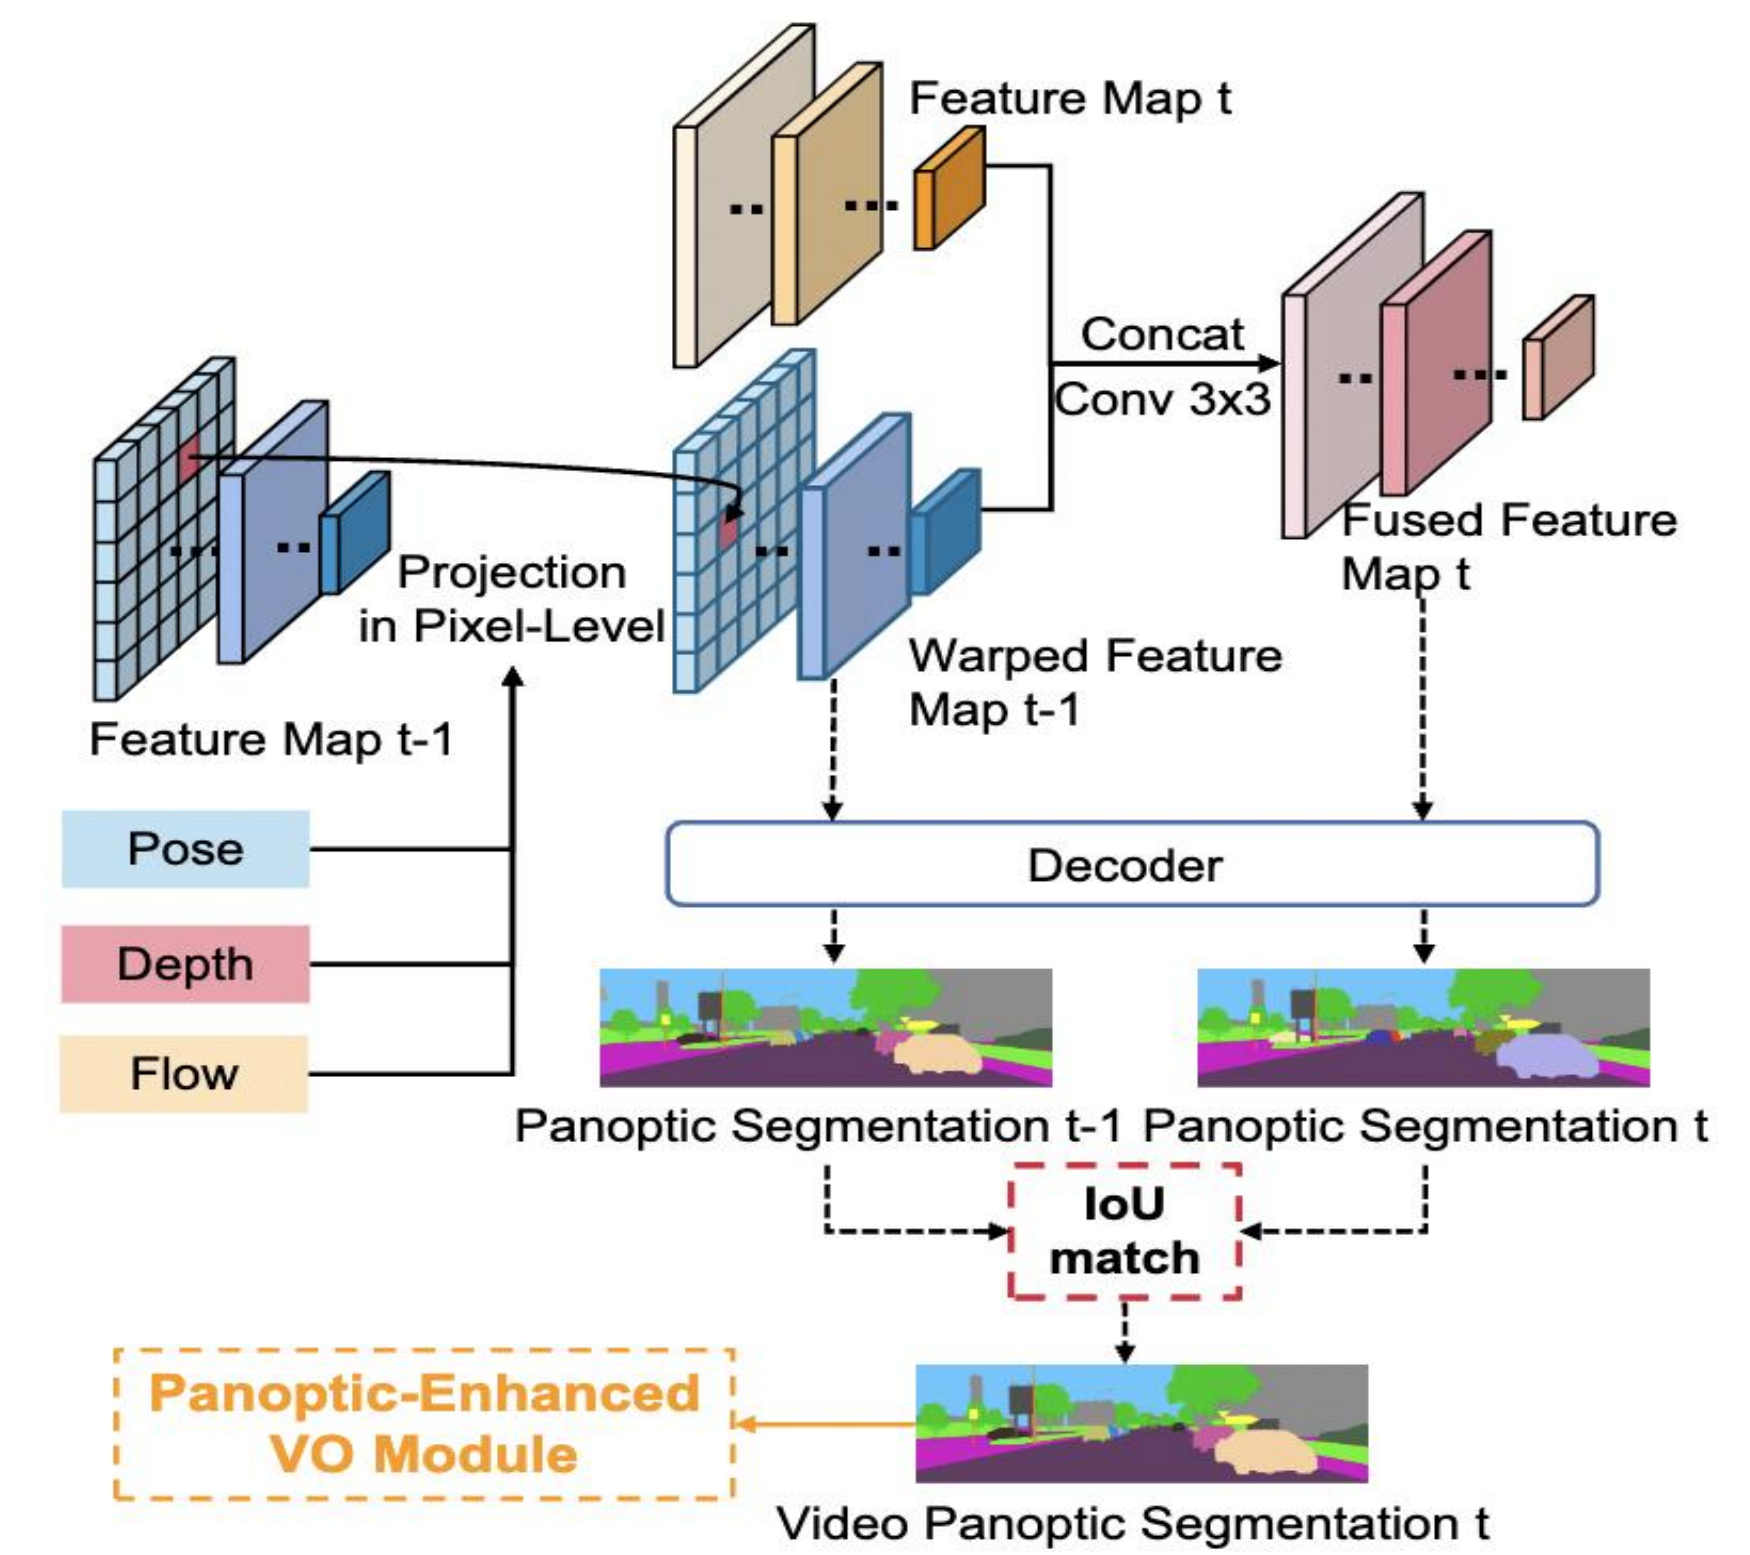 Feature Map t
Concat
Conv 3x3
Fused Feature
Map t
Projection
in Pixel-Level
Warped Feature
Map t-1
Feature Map t-1
Pose
Depth
Flow
Decoder
Panoptic Segmentation t-1
Panoptic Segmentation t
IoU
match
Panoptic-Enhanced
VO Module
Video Panoptic Segmentation t